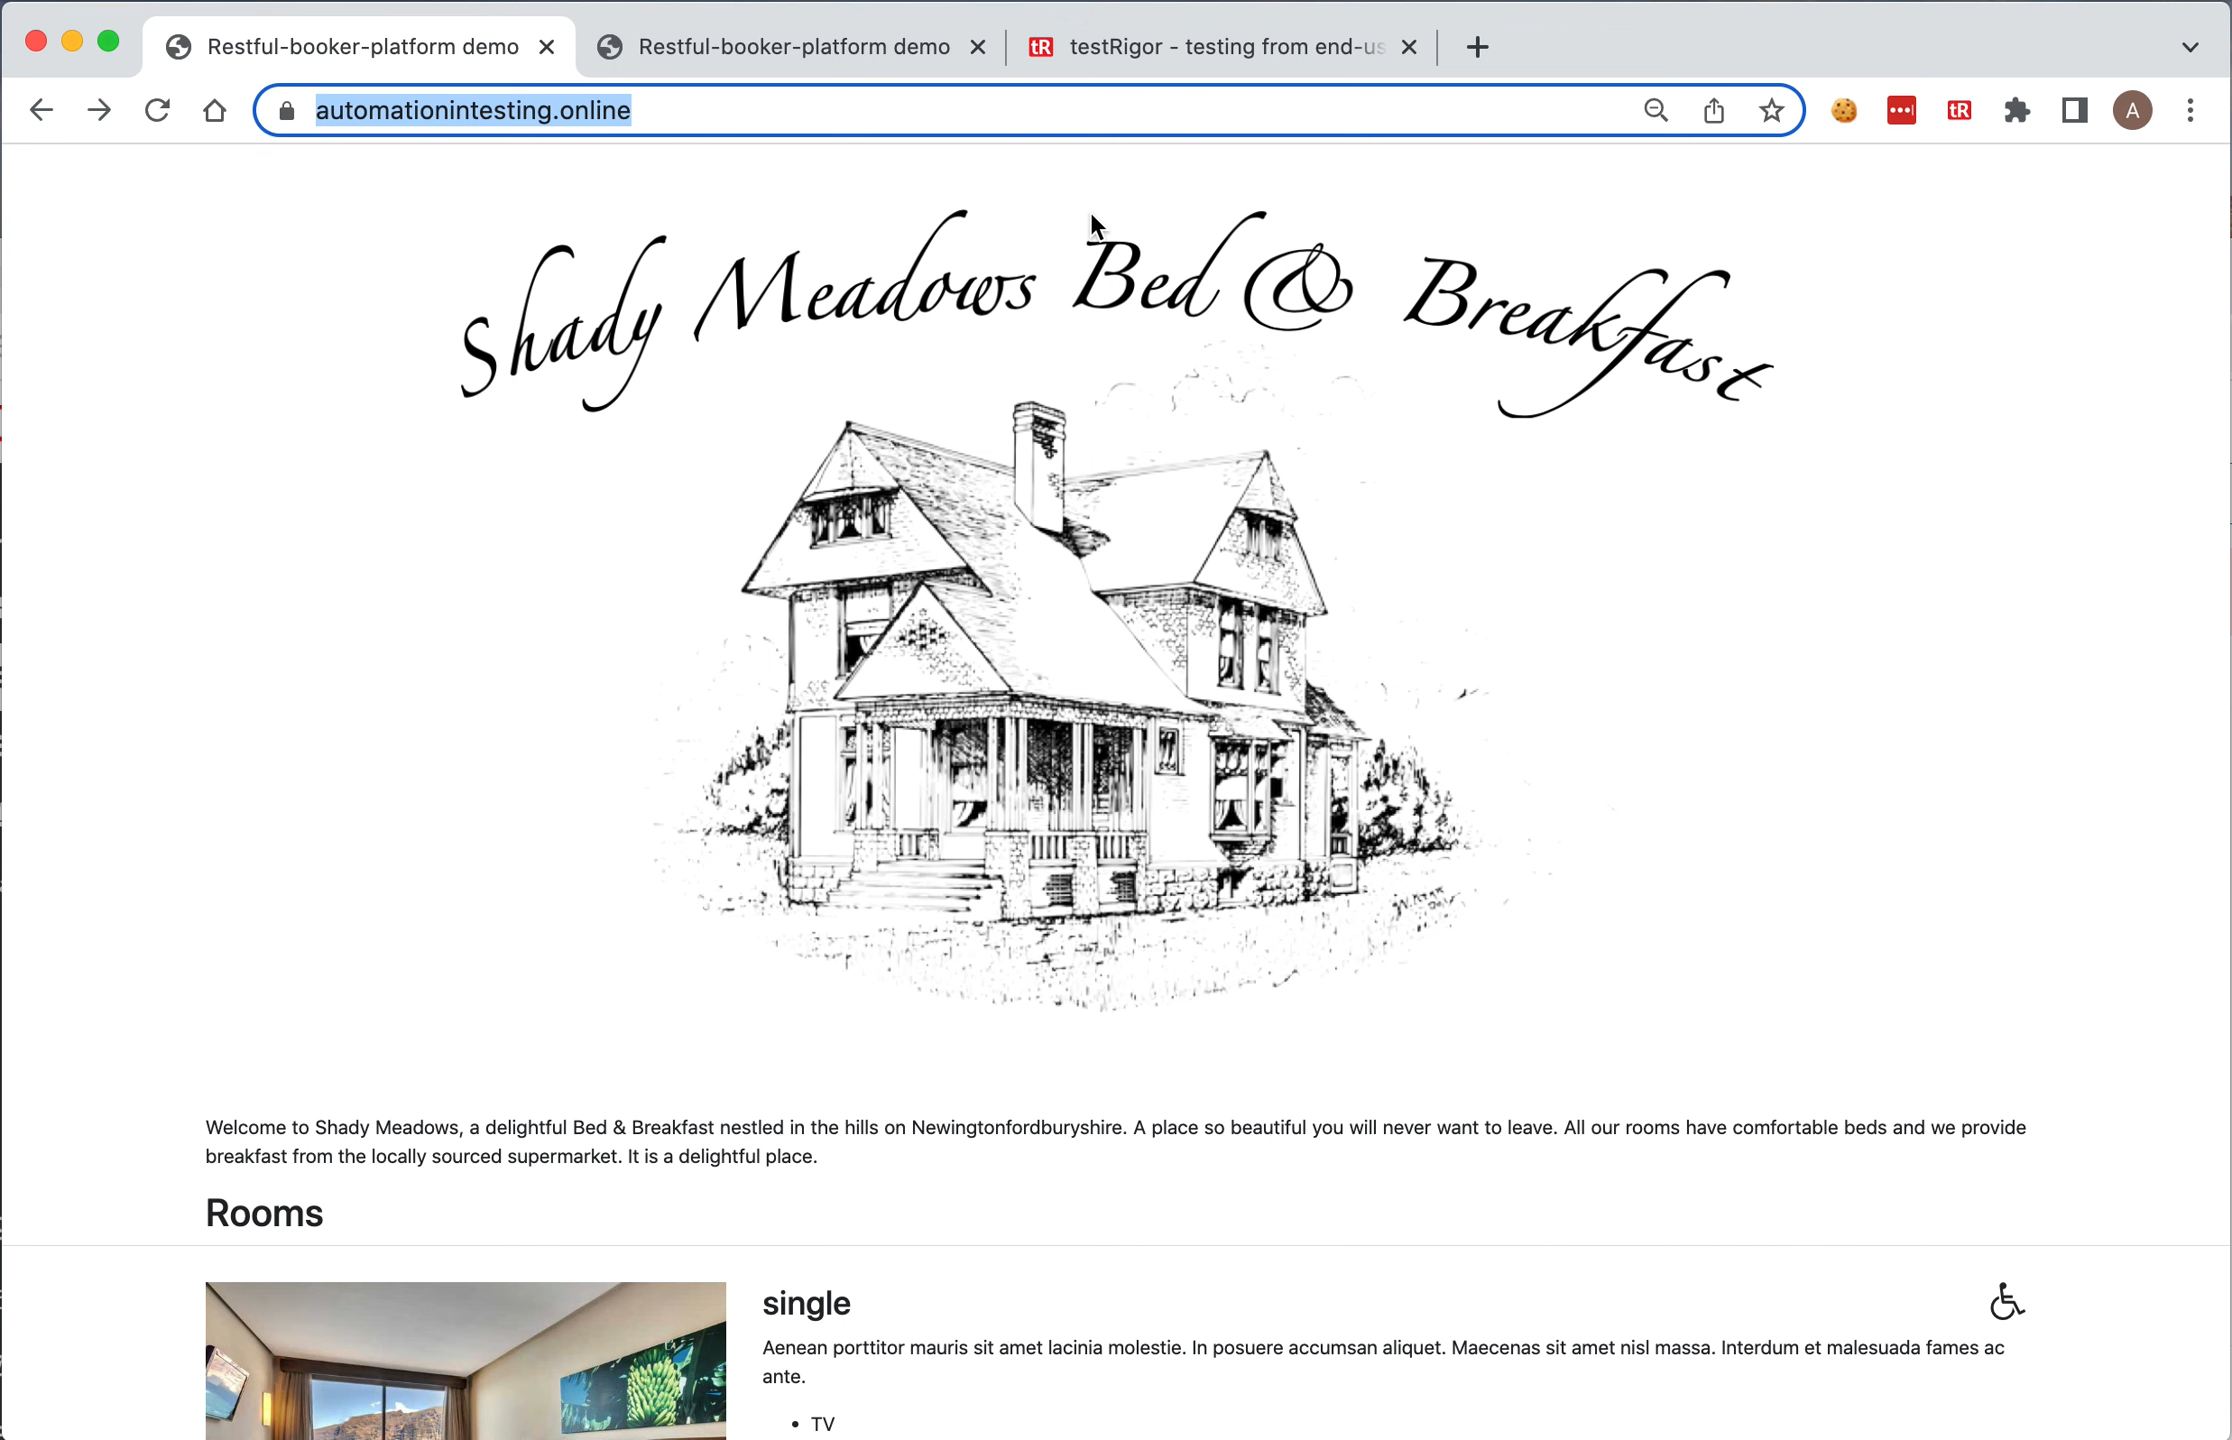 Restful-booker-platform demo
Restful-booker-platform demo
tR
testRigor - testing from end-us
automationintesting.online
tR
A
Shady Meadows Bed & Breakfast
Welcome to Shady Meadows, a delightful Bed & Breakfast nestled in the hills on Newingtonfordburyshire. A place so beautiful you will never want to leave. All our rooms have comfortable beds and we provide
breakfast from the locally sourced supermarket. It is a delightful place.
Rooms
single
Aenean porttitor mauris sit amet lacinia molestie. In posuere accumsan aliquet. Maecenas sit amet nisl massa. Interdum et malesuada fames ac
ante.
• TV